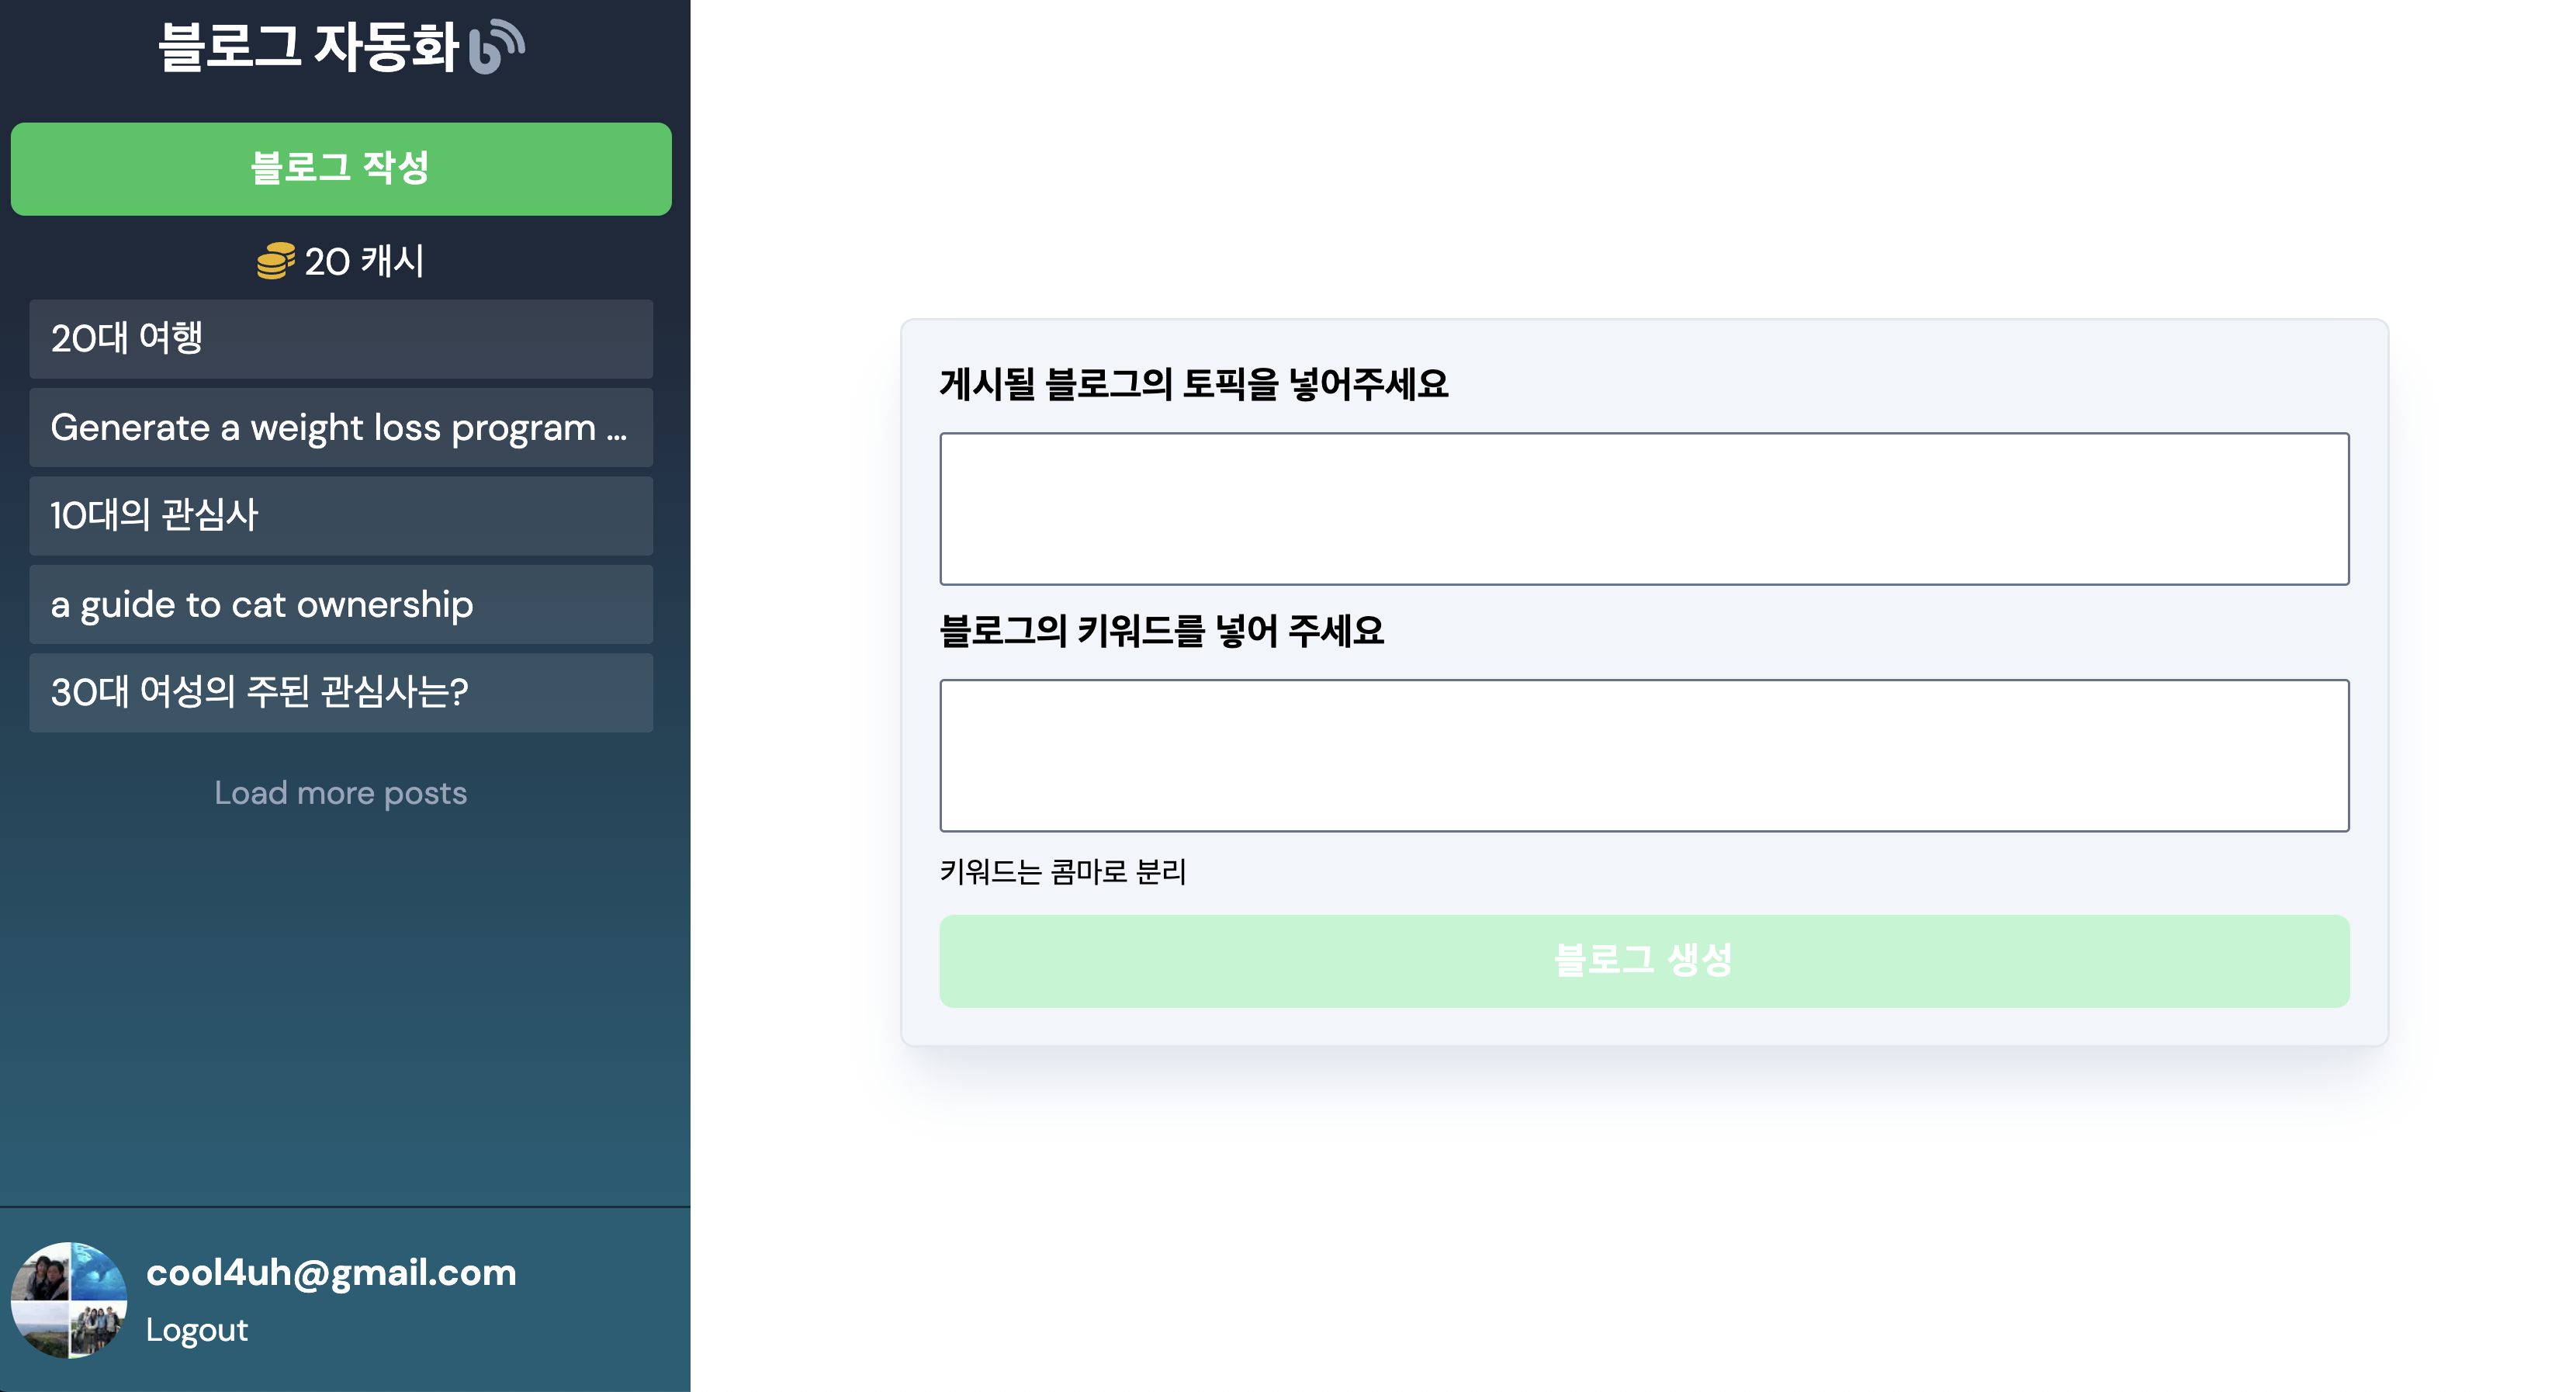 블로그 자동화
블로그 작성
20 캐시
20대 여행
Generate a weight loss program ...
10대의 관심사
a guide to cat ownership
30대 여성의 주된 관심사는?
Load more posts
cool4uh@gmail.com
Logout
게시될 블로그의 토픽을 넣어주세요
블로그의 키워드를 넣어 주세요
키워드는 콤마로 분리
블로그 생성